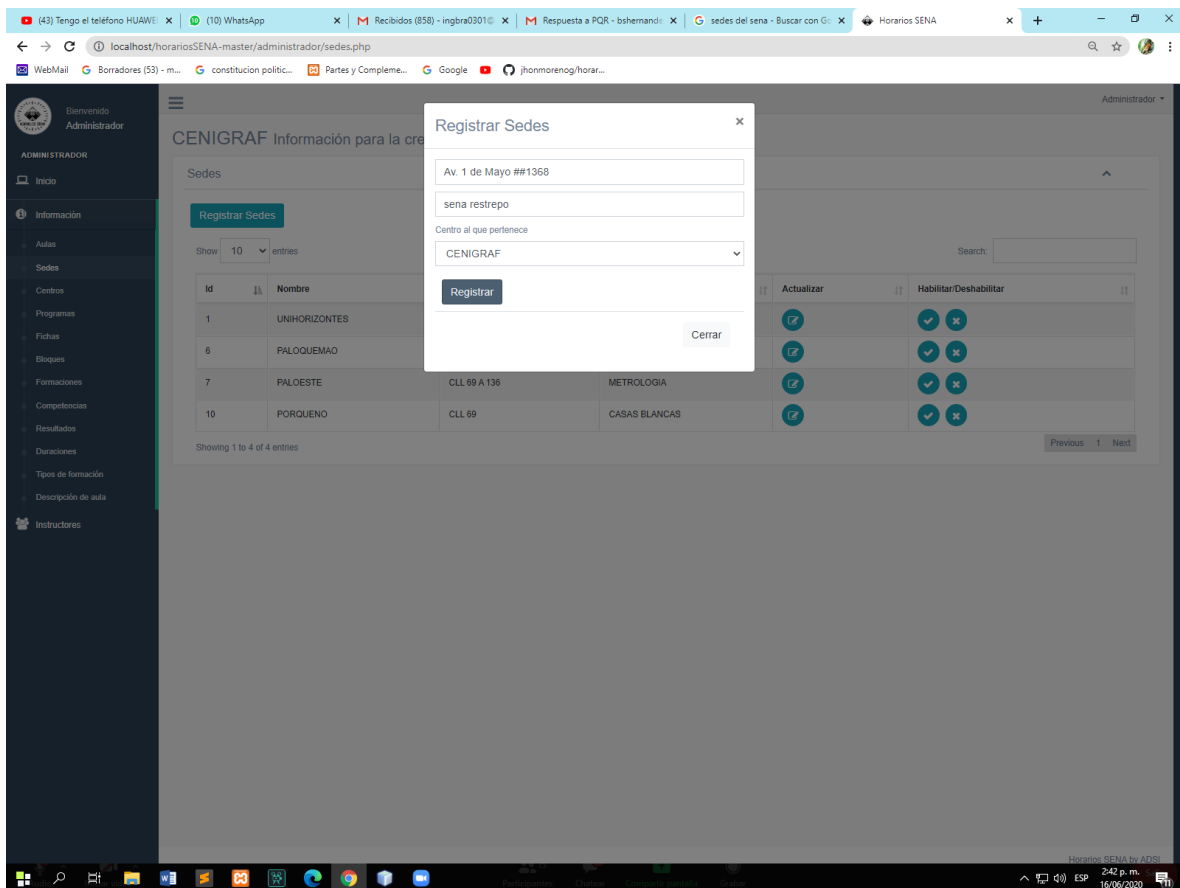 (43) Tengo el teléfono HUAWEI
(10) WhatsApp
Recibidos (858) - ingbra0301@
Respuesta a PQR - bshernande
sedes del sena - Buscar con Go
Horarios SENA
localhost/horariosSENA-master/administrador/sedes.php
WebMail
Borradores (53) - m...
constitucion politic...
Partes y Compleme...
Google
jhonmorenog/horar...
Bienvenido
Administrador
Administrador
ADMINISTRADOR
Inicio
Información
Aulas
Sedes
Centros
Programas
Fichas
Bloques
Formaciones
Competencias
Resultados
Duraciones
Tipos de formación
Descripción de aula
Instructores
CENIGRAF Información para la cre
Sedes
Registrar Sedes
Show 10 entries
Search:
Id Nombre Actualizar Habilitar/Deshabilitar
1 UNIHORIZONTES
6 PALOQUEMAO
7 PALOESTE CLL 69 A 136 METROLOGIA
10 PORQUENO CLL 69 CASAS BLANCAS
Showing 1 to 4 of 4 entries
Previous 1 Next
Registrar Sedes
×
Av. 1 de Mayo ##1368
sena restrepo
Centro al que pertenece
CENIGRAF
Registrar
Cerrar
Horarios SENA by ADSI
Participantes Chatear Compartir pantalla Grabar
ESP
2:42 p. m.
16/06/2020